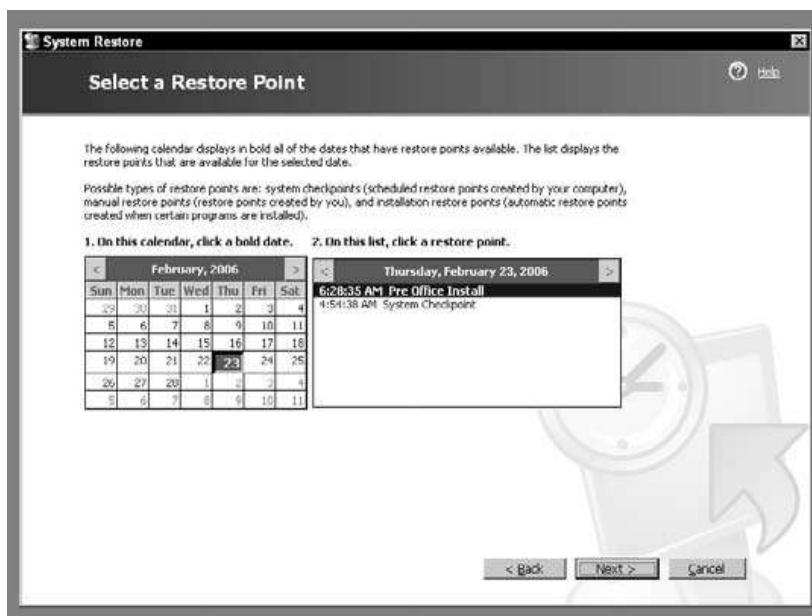 System Restore
Select a Restore Point
Help
The following calendar displays in bold all of the dates that have restore points available. The list displays the
restore points that are available for the selected date.
Possible types of restore points are: system checkpoints (scheduled restore points created by your computer),
manual restore points (restore points created by you), and installation restore points (automatic restore points
created when certain programs are installed).
1. On this calendar, click a bold date. 2. On this list, click a restore point.
< February, 2006 >
Sun Mon Tue Wed Thu Fri Sat
29 30 31 1 2 3 4
5 6 7 8 9 10 11
12 13 14 15 16 17 18
19 20 21 22 23 24 25
26 27 28 1 2 3 4
5 6 7 8 9 10 11
< Thursday, February 23, 2006 >
6:28:35 AM Pre Office Install
4:54:38 AM System Checkpoint
< Back Next > Cancel